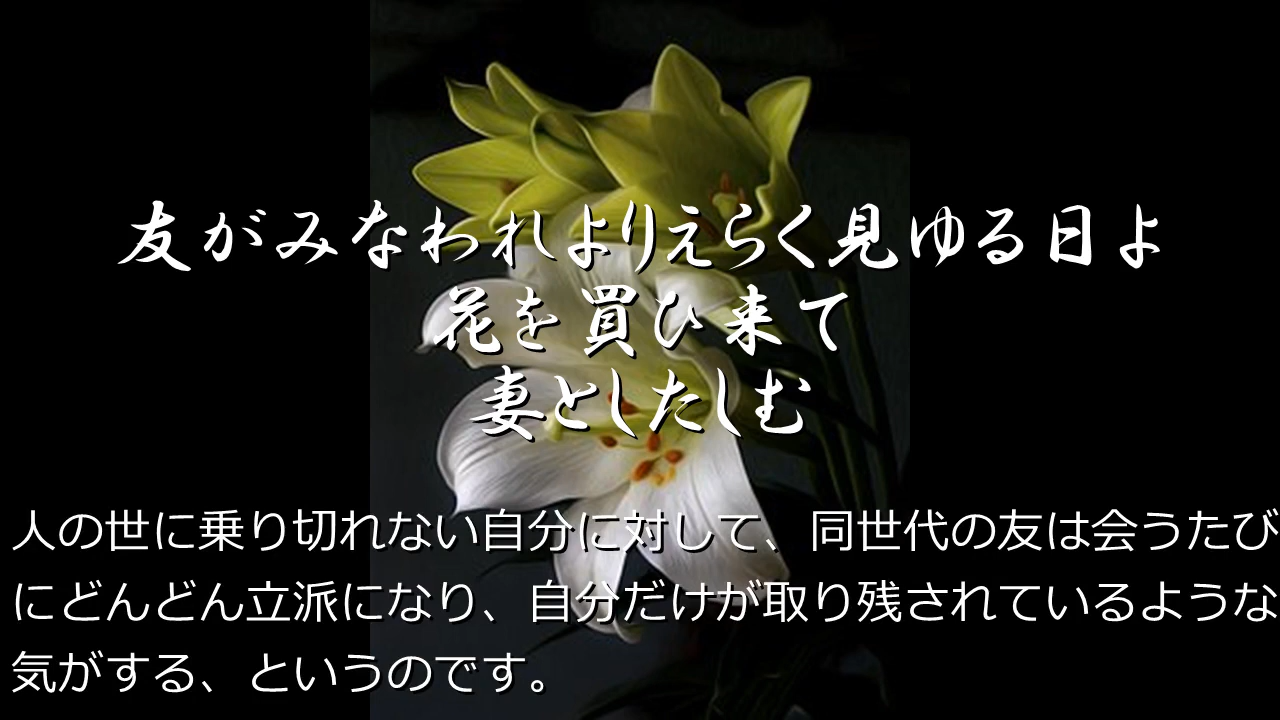 友がみなわれよりえらく見ゆる日よ
花を買ひ来て
妻としたしむ
人の世に乗り切れない自分に対して、同世代の友は会うたび
にどんどん立派になり、自分だけが取り残されているような
気がする、というのです。